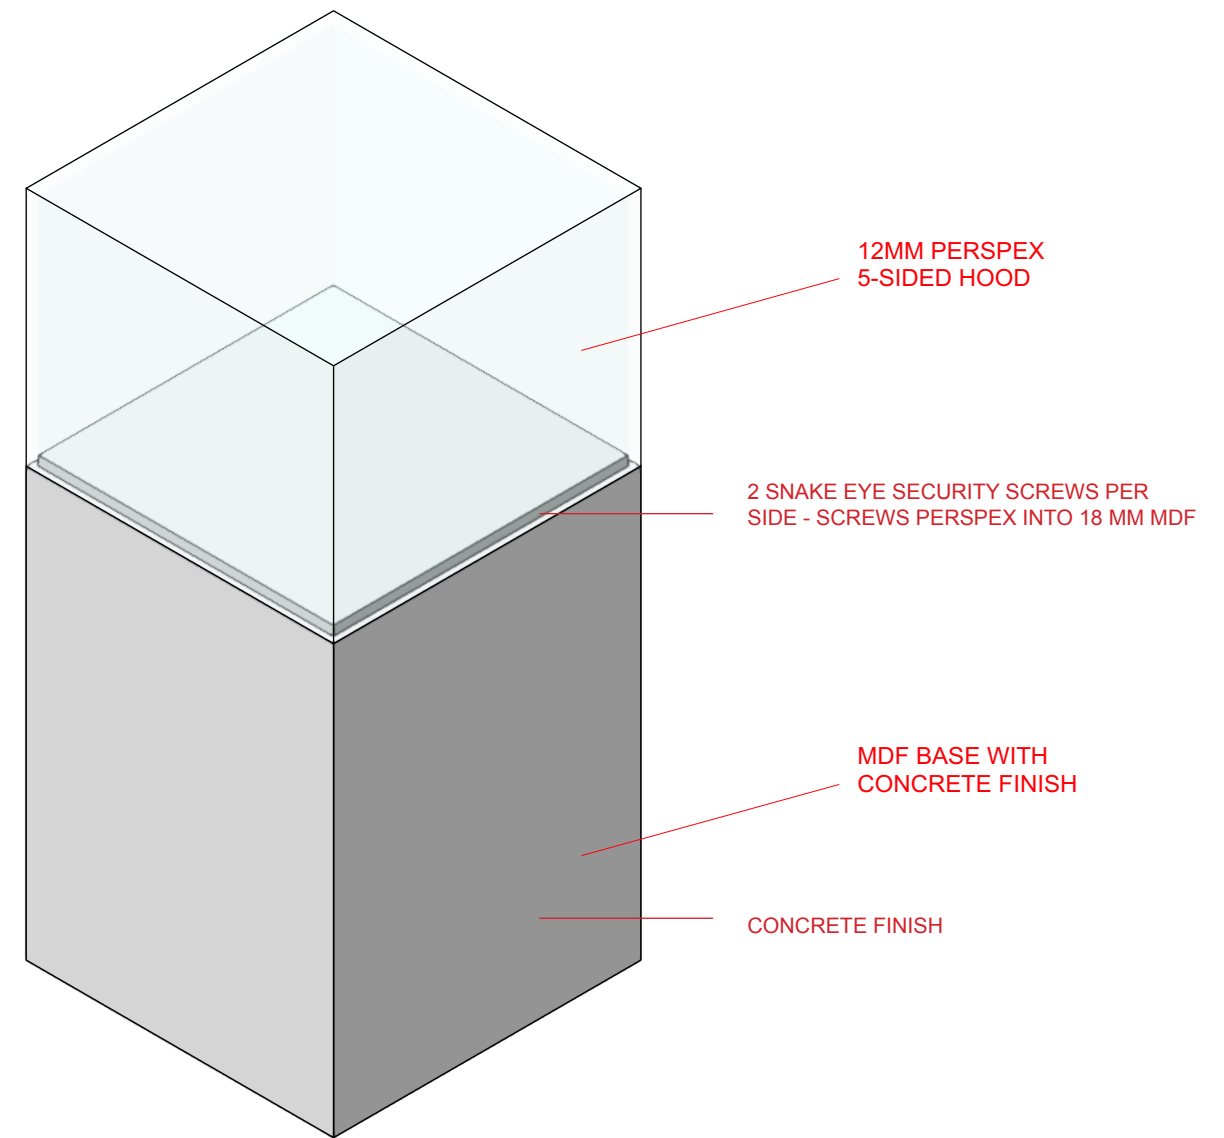 12MM PERSPEX
5-SIDED HOOD
2 SNAKE EYE SECURITY SCREWS PER
SIDE - SCREWS PERSPEX INTO 18 MM MDF
MDF BASE WITH
CONCRETE FINISH
CONCRETE FINISH